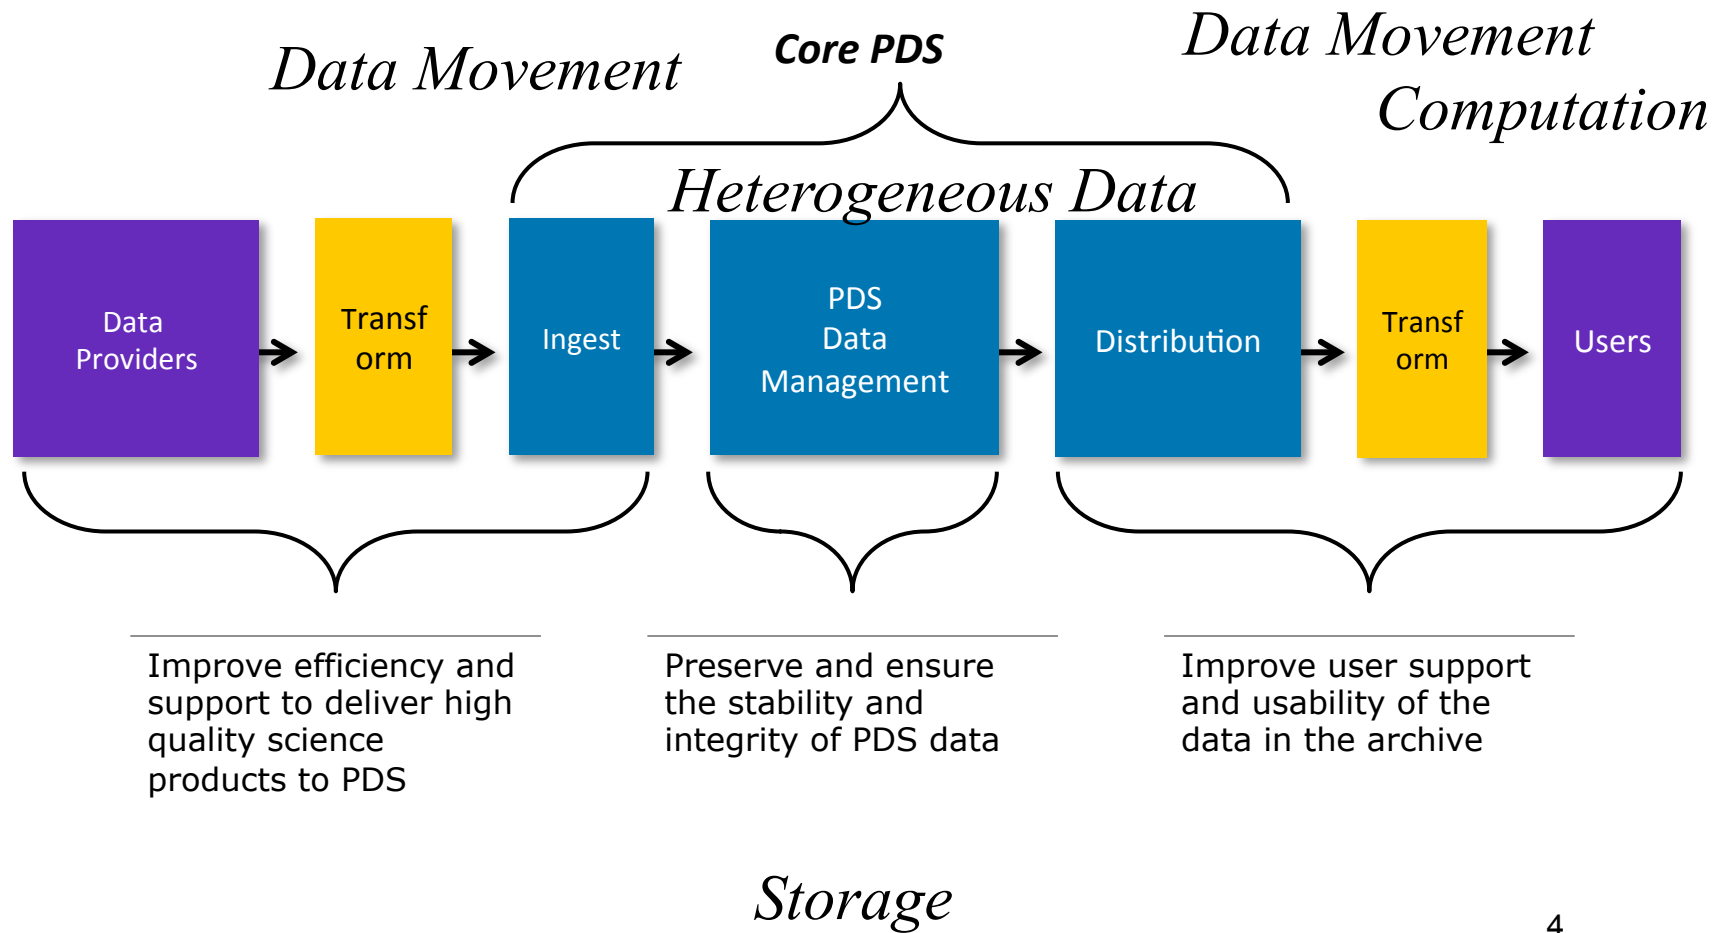 Data Movement
Core PDS
Data Movement
Computation
Heterogeneous Data
Data
Providers
Transf
orm
Ingest
PDS
Data
Management
Distribution
Transf
orm
Users
Improve efficiency and
support to deliver high
quality science
products to PDS
Preserve and ensure
the stability and
integrity of PDS data
Improve user support
and usability of the
data in the archive
Storage
4